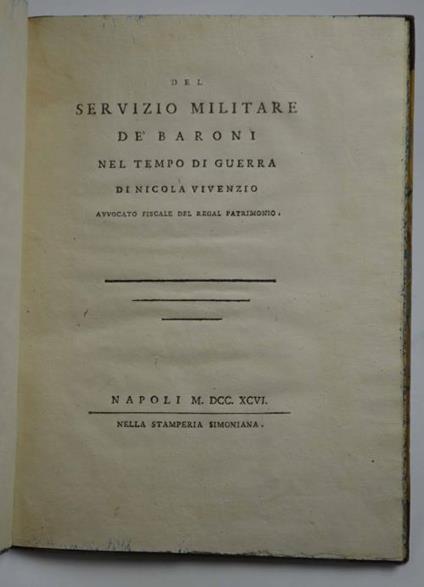 DEL
SERVIZIO MILITARE
DE' BARONI
NEL TEMPO DI GUERRA
DI NICOLA VIVENZIO
AVVOCATO FISCALE DEL REGAL PATRIMONIO.
NAPOLI M. DCC. XCVI.
NELLA STAMPERIA SIMONIANA.